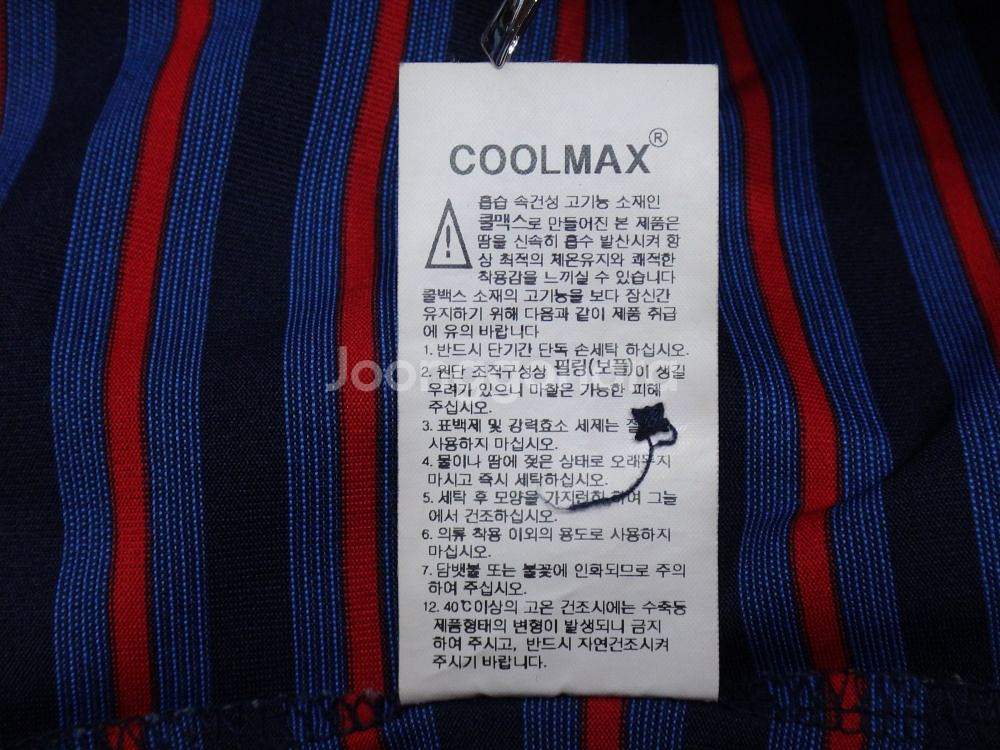 COOLMAX®
흡습 속건성 고기능 소재인
쿨맥스로 만들어진 본 제품은
땀을 신속히 흡수 발산시켜 항
상 최적의 체온유지와 쾌적한
착용감을 느끼실 수 있습니다
쿨백스 소재의 고기능을 보다 장신간
유지하기 위해 다음과 같이 제품 취급
에 유의 바랍니다
1. 반드시 단기간 단독 손세탁 하십시오.
2. 원단 조직구성상 필링(보플)이 생길
우려가 있으니 마찰은 가능한 피해
주십시오.
3. 표백제 및 강력효소 세제는
사용하지 마십시오.
4. 물이나 땀에 젖은 상태로 오래두지
마시고 즉시 세탁하십시오.
5. 세탁 후 모양을 가지런히 하여 그늘
에서 건조하십시오.
6. 의류 착용 이외의 용도로 사용하지
마십시오.
7. 담뱃불 또는 불꽃에 인화되므로 주의
하여 주십시오.
12. 40℃이상의 고온 건조시에는 수축등
제품형태의 변형이 발생되니 금지
하여 주시고, 반드시 자연건조시켜
주시기 바랍니다.